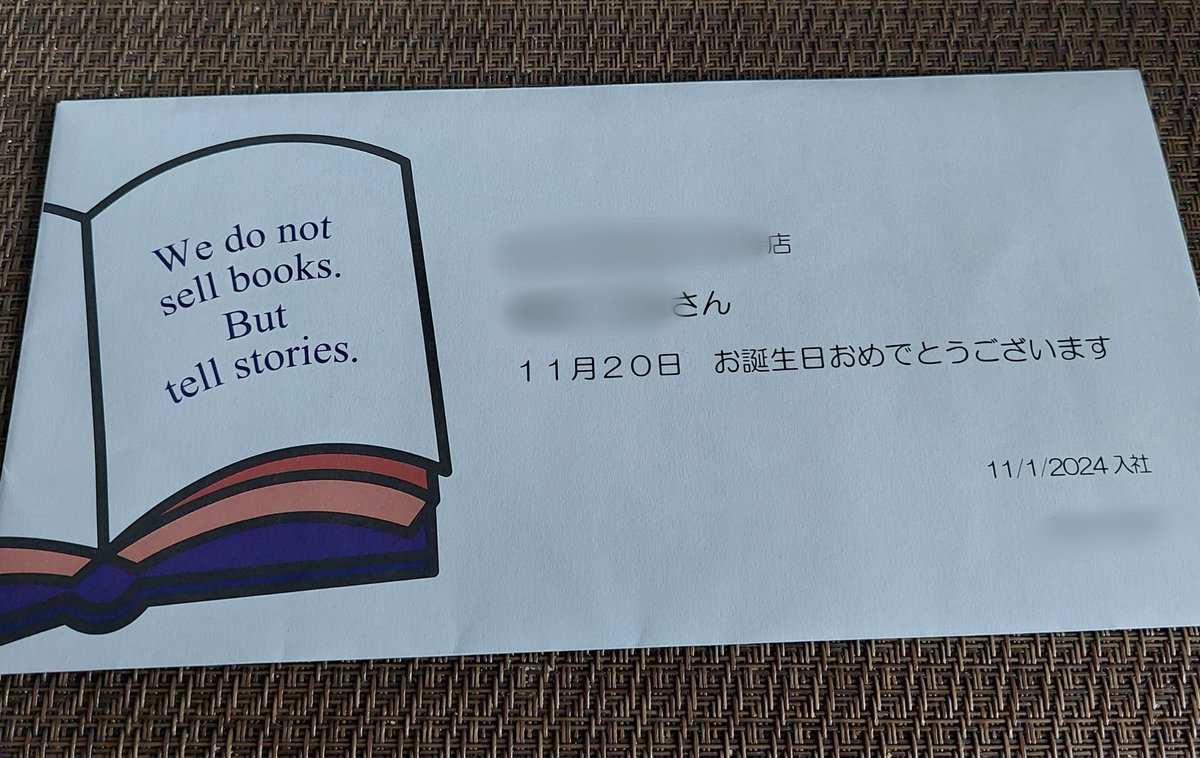 We do not
sell books.
But
tell stories.
店
さん
11月20日　お誕生日おめでとうございます
11/1/2024 入社